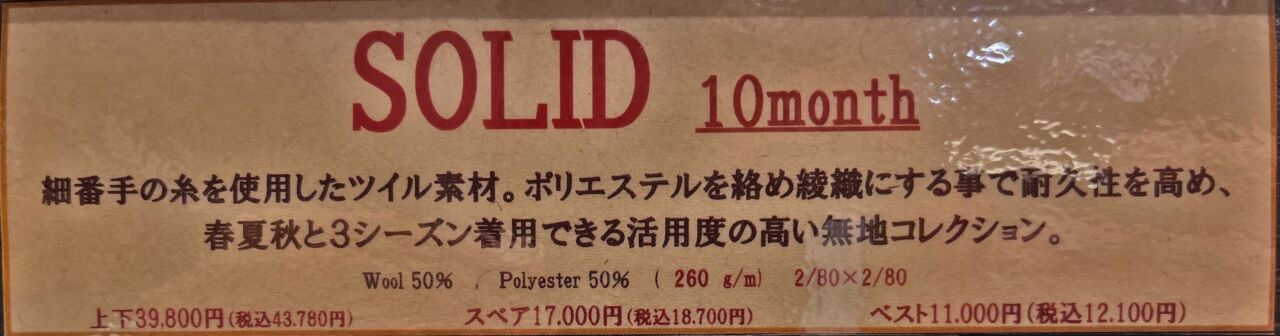 SOLID 10month
細番手の糸を使用したツイル素材。ポリエステルを絡め綾織にする事で耐久性を高め、
春夏秋と3シーズン着用できる活用度の高い無地コレクション。
Wool 50% , Polyester 50% ( 260 g/m) 2/80×2/80
上下39,800円(税込43,780円) スペア17,000円(税込18,700円) ベスト11,000円(税込12,100円)